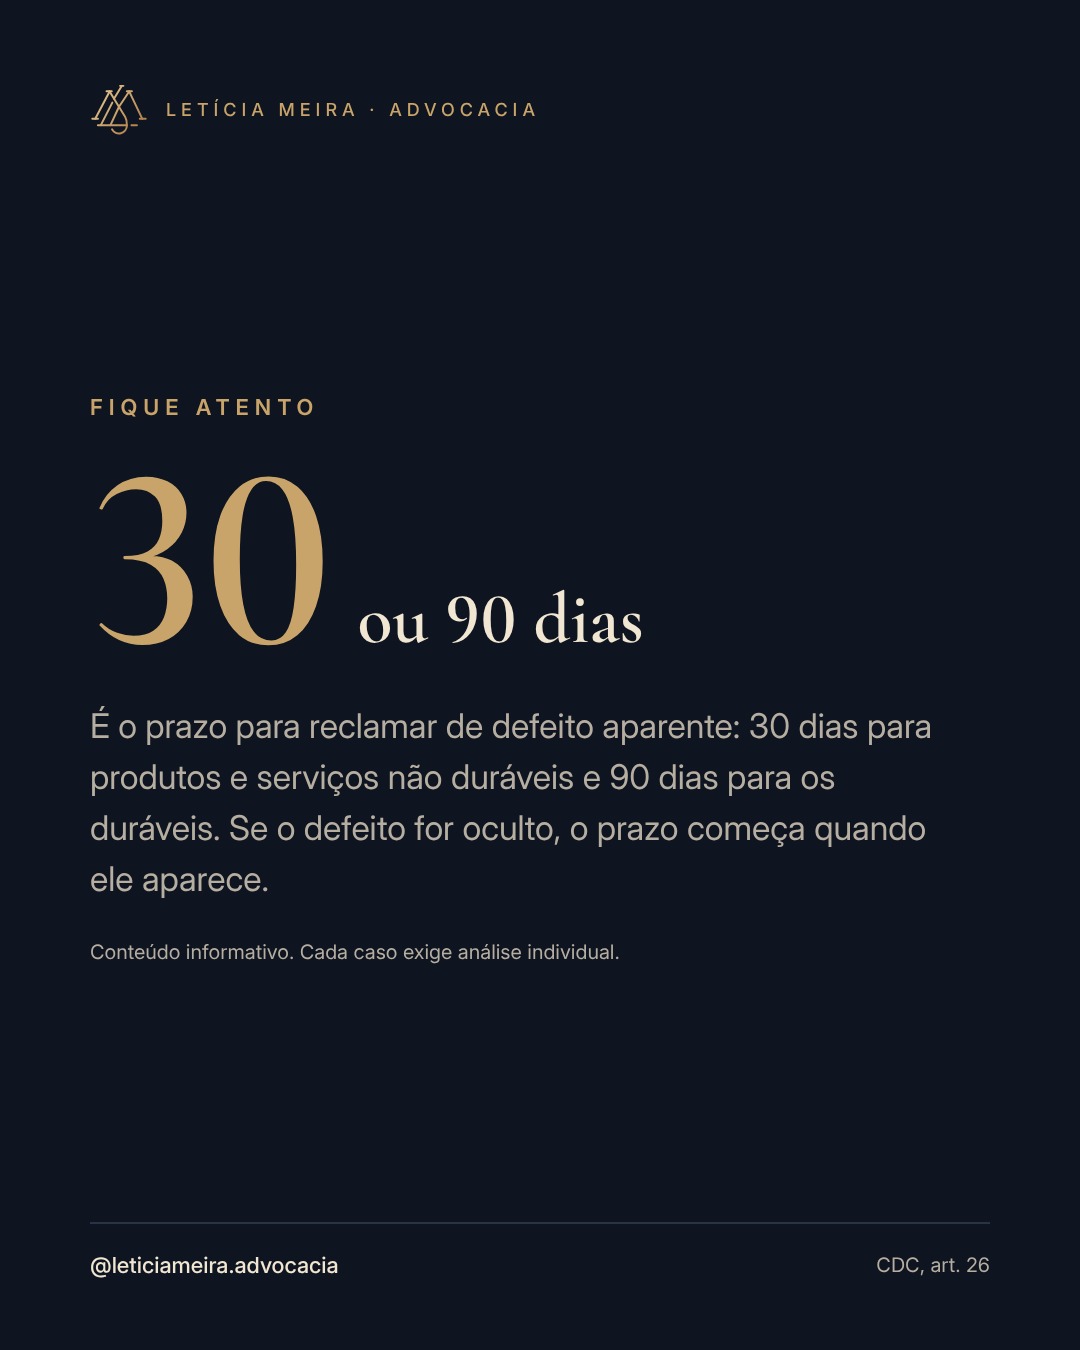 LETÍCIA MEIRA · ADVOCACIA
FIQUE ATENTO
30 ou 90 dias
É o prazo para reclamar de defeito aparente: 30 dias para
produtos e serviços não duráveis e 90 dias para os
duráveis. Se o defeito for oculto, o prazo começa quando
ele aparece.
Conteúdo informativo. Cada caso exige análise individual.
@leticiameira.advocacia
CDC, art. 26